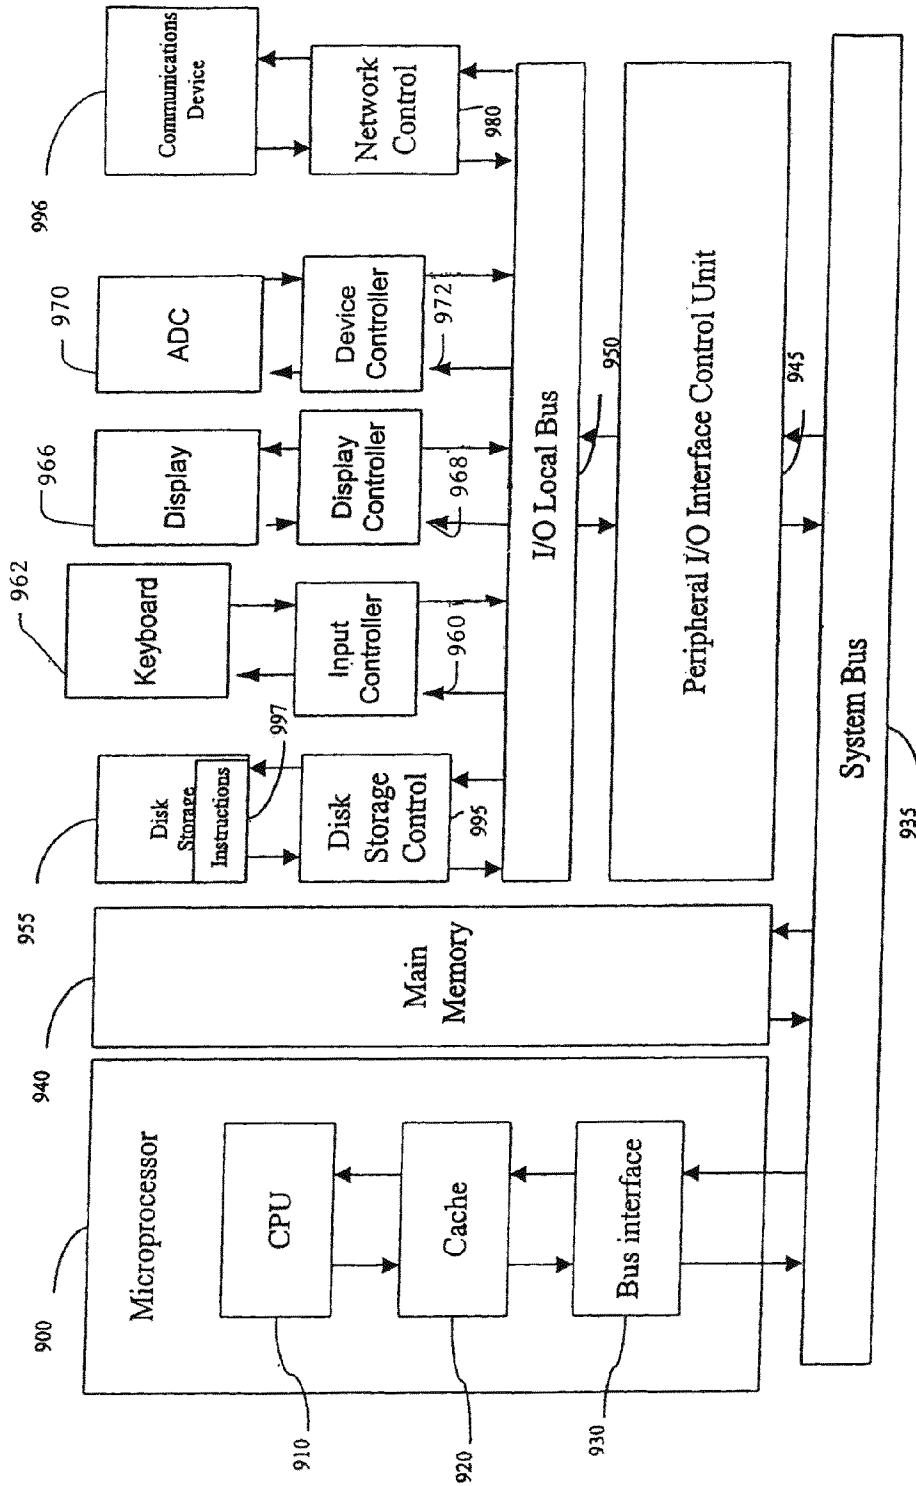 900
Microprocessor
910
CPU
920
Cache
930
Bus interface
940
Main
Memory
955
Disk
Storage
Instructions
997
Disk
Storage
Control
995
962
Keyboard
Input
Controller
960
966
Display
Display
Controller
968
970
ADC
Device
Controller
972
996
Communications
Device
Network
Control
980
I/O Local Bus
950
Peripheral I/O Interface Control Unit
945
System Bus
935